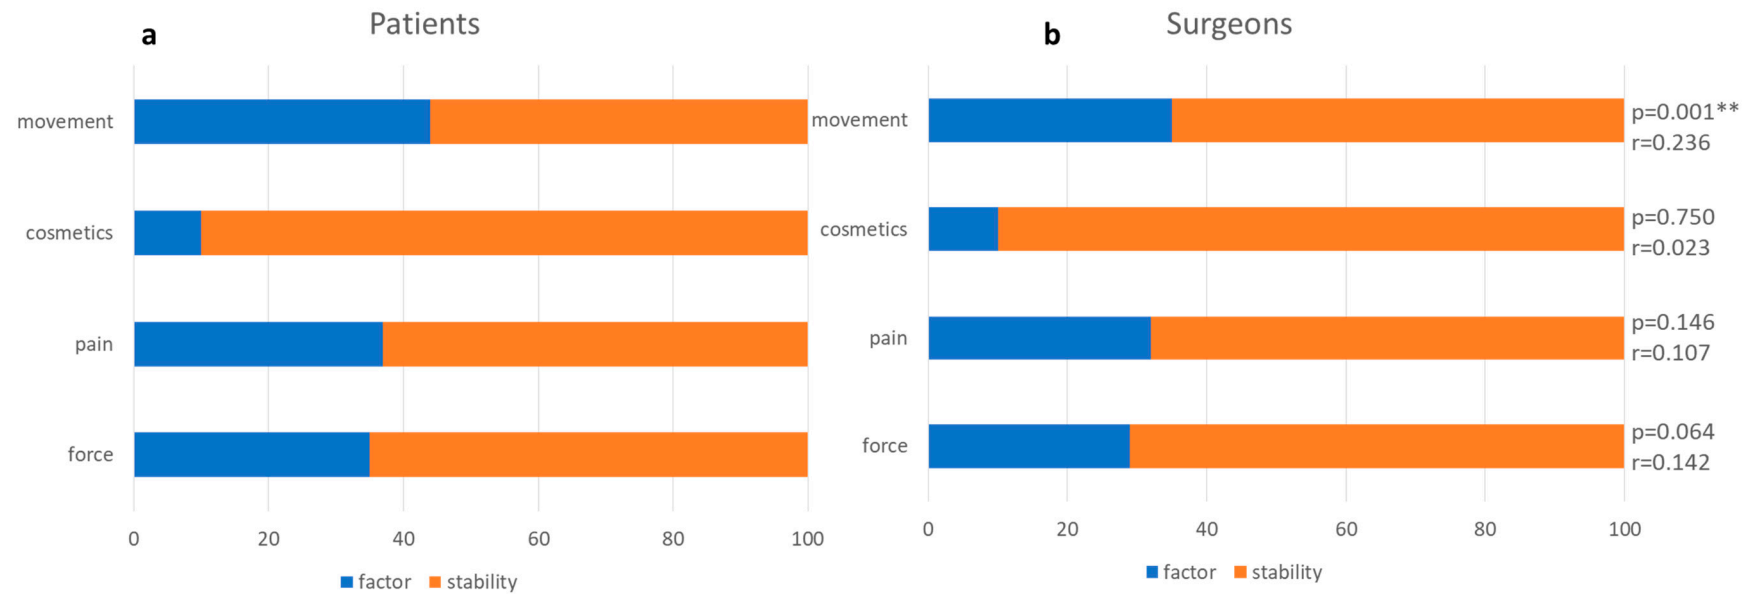 a
Patients
movement
cosmetics
pain
force
0 20 40 60 80 100
factor stability
b
Surgeons
movement
cosmetics
pain
force
p=0.001**
r=0.236
p=0.750
r=0.023
p=0.146
r=0.107
p=0.064
r=0.142
0 20 40 60 80 100
factor stability